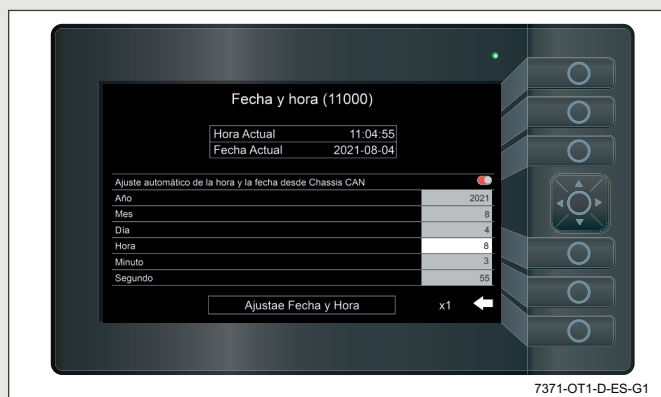 Fecha y hora (11000)
Hora Actual 11:04:55
Fecha Actual 2021-08-04
Ajuste automático de la hora y la fecha desde Chassis CAN
Año 2021
Mes 8
Día 4
Hora 8
Minuto 3
Segundo 55
Ajustae Fecha y Hora x1
7371-OT1-D-ES-G1